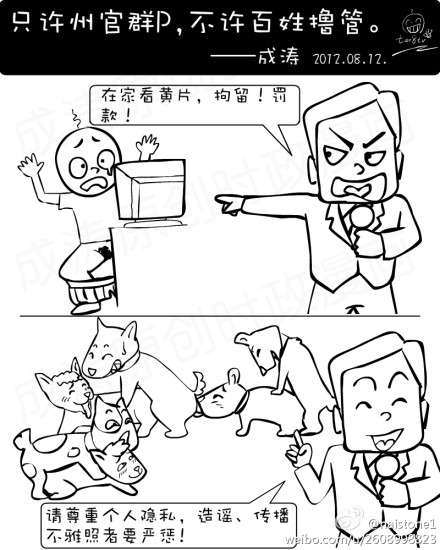 只许州官群P,不许百姓撸管。
——成涛 2012.08.12.
在家看黄片，拘留！罚
款！
请尊重个人隐私，造谣、传播
不雅照者要严惩！
@haistone1
weibo.com/u/2608998823